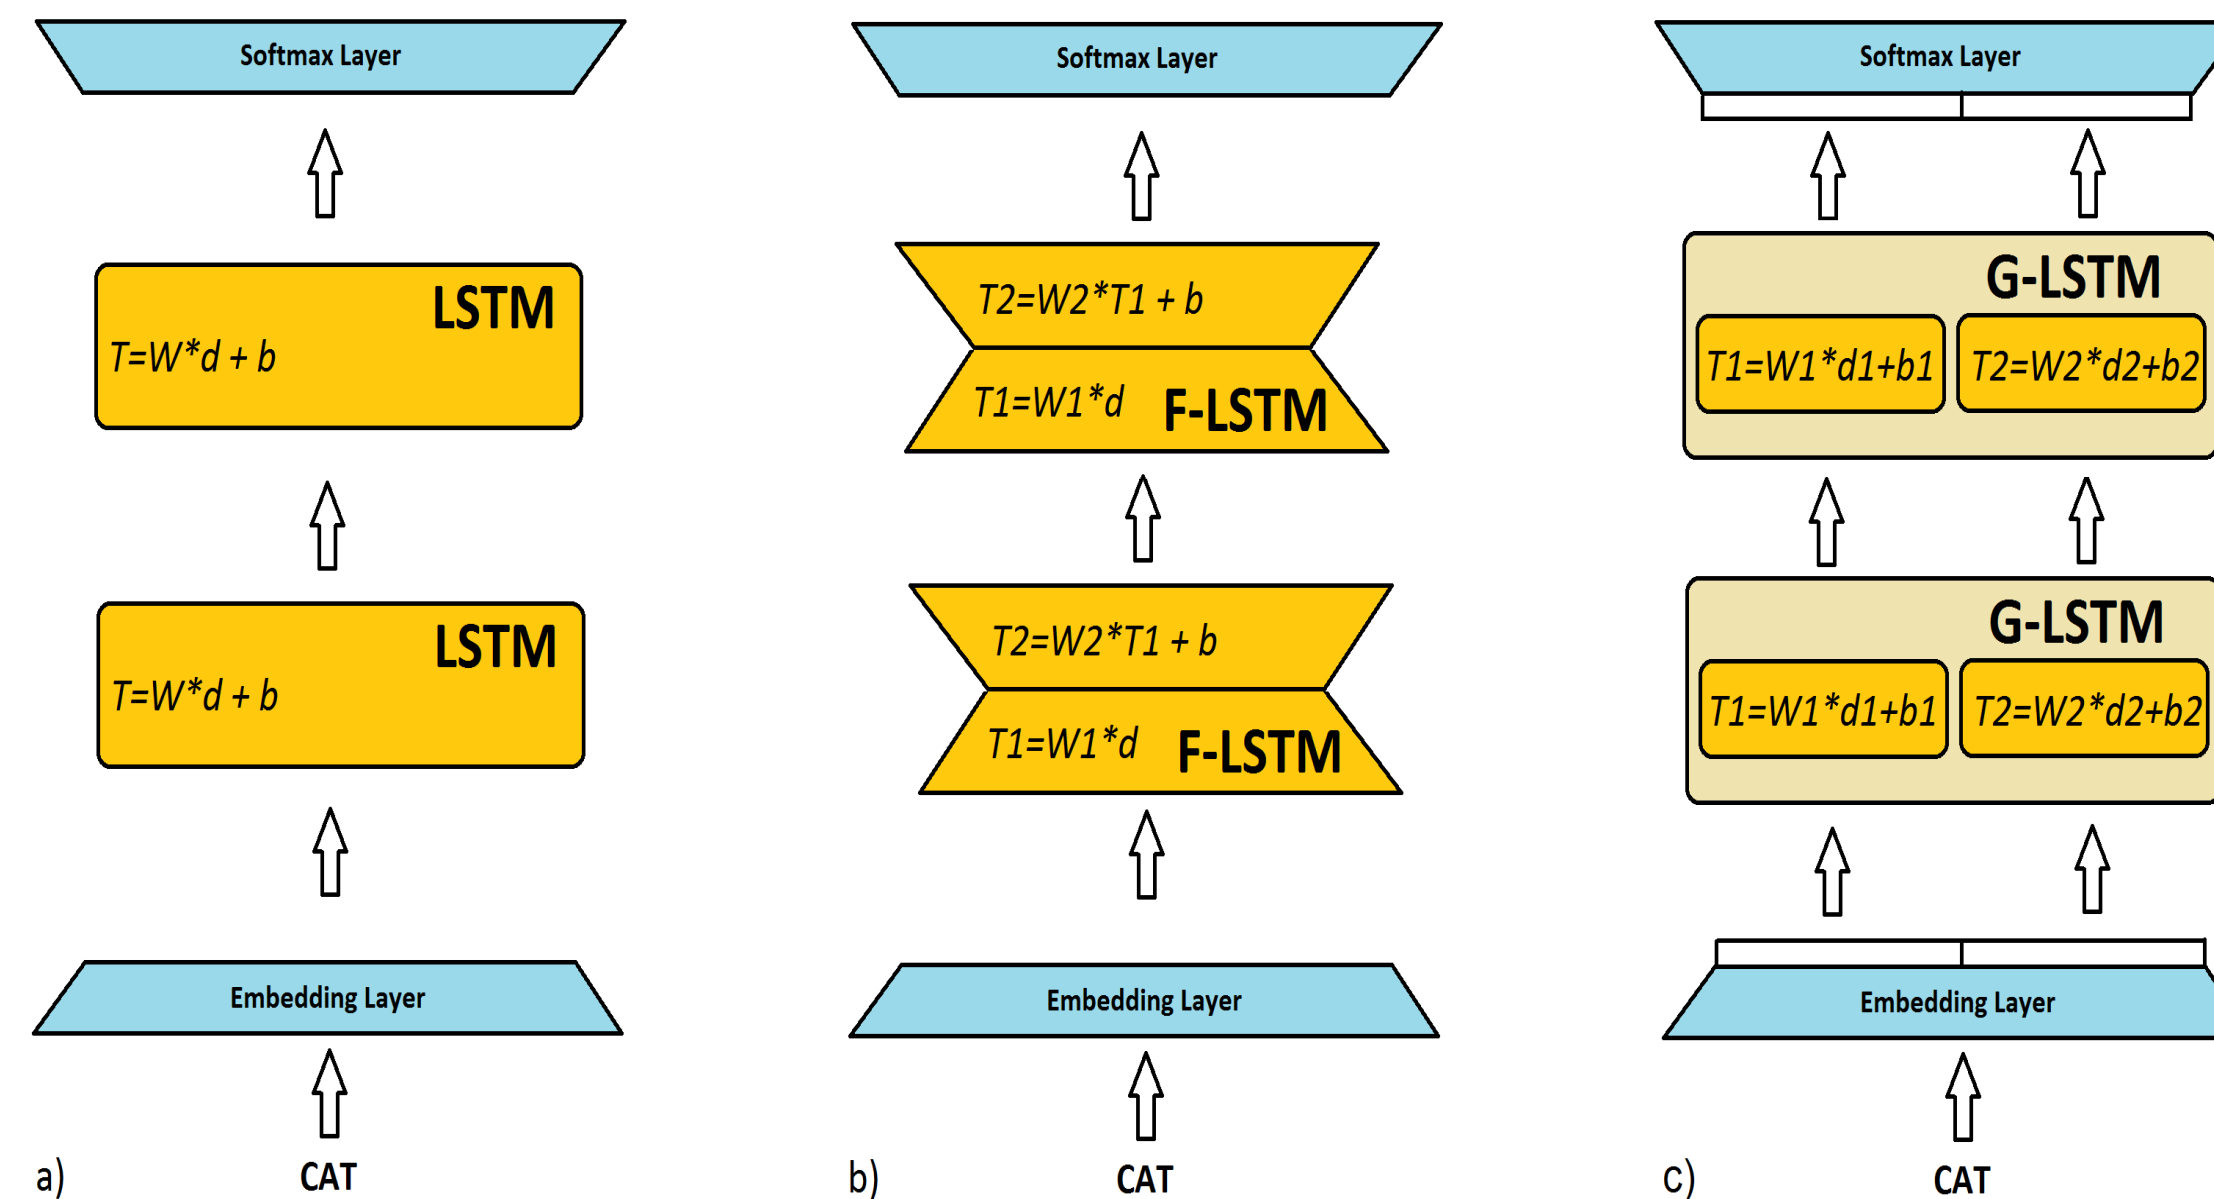 Softmax Layer
LSTM
T=W*d + b
LSTM
T=W*d + b
Embedding Layer
a)
CAT
Softmax Layer
T2=W2*T1 + b
T1=W1*d
F-LSTM
T2=W2*T1 + b
T1=W1*d
F-LSTM
Embedding Layer
b)
CAT
Softmax Layer
G-LSTM
T1=W1*d1+b1
T2=W2*d2+b2
G-LSTM
T1=W1*d1+b1
T2=W2*d2+b2
Embedding Layer
c)
CAT